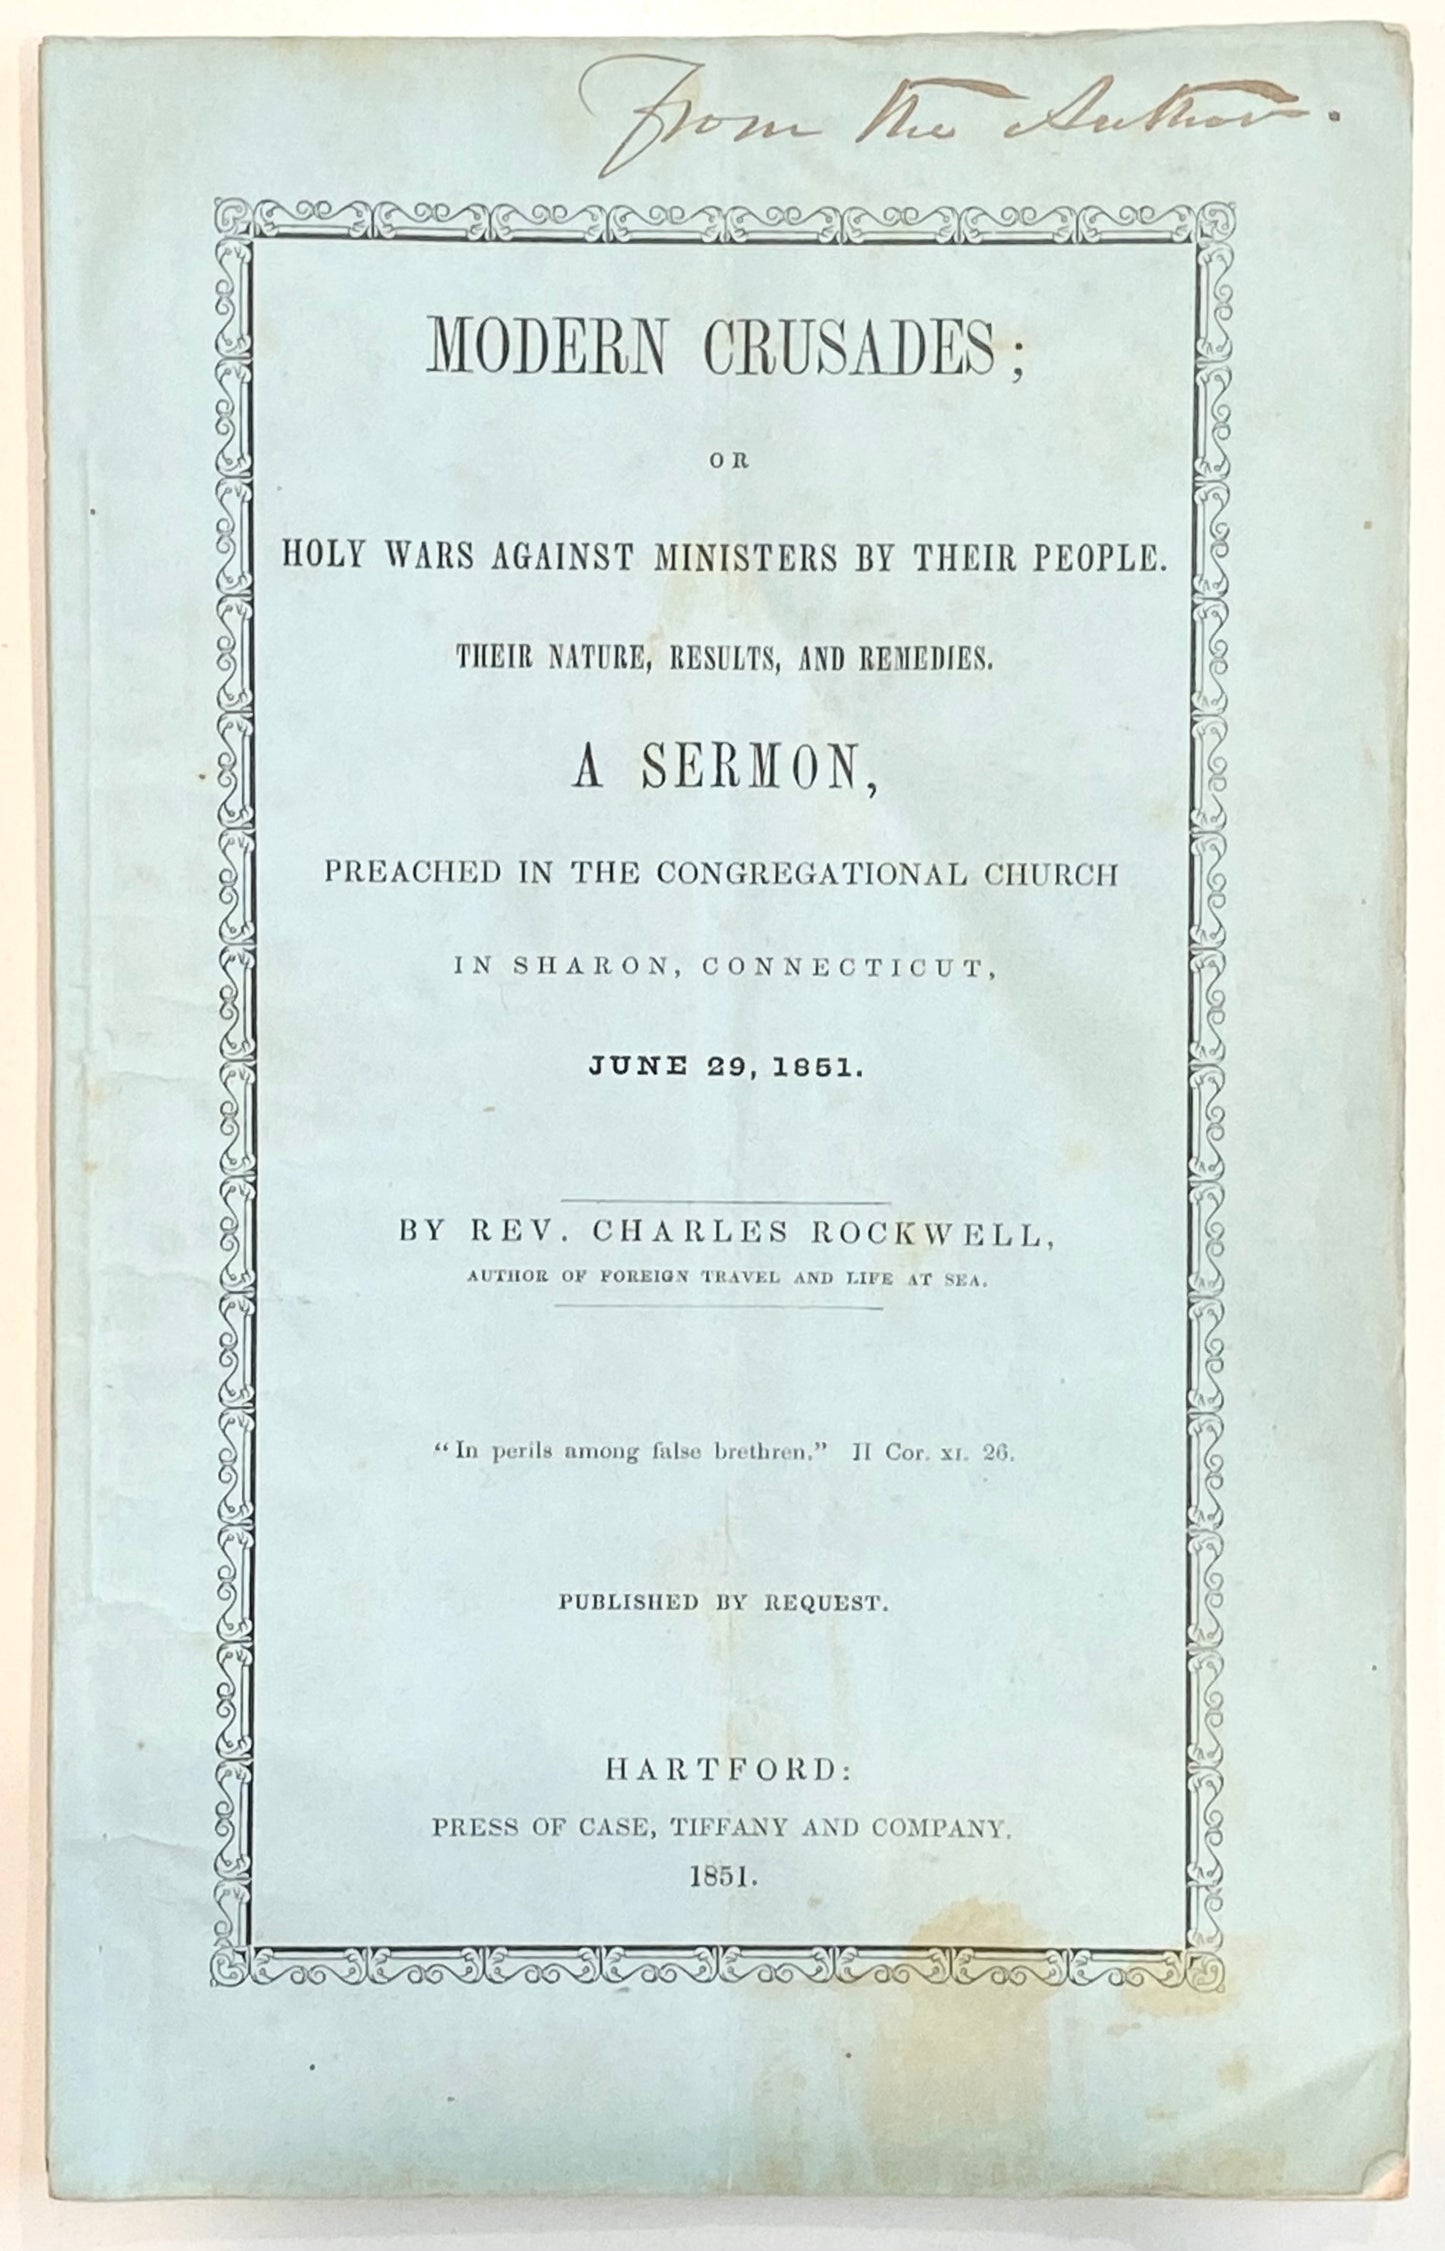 From the Author.
MODERN CRUSADES;
OR
HOLY WARS AGAINST MINISTERS BY THEIR PEOPLE.
THEIR NATURE, RESULTS, AND REMEDIES.
A SERMON,
PREACHED IN THE CONGREGATIONAL CHURCH
IN SHARON, CONNECTICUT,
JUNE 29, 1851.
BY REV. CHARLES ROCKWELL,
AUTHOR OF FOREIGN TRAVEL AND LIFE AT SEA.
“In perils among false brethren.” II Cor. XI. 26.
PUBLISHED BY REQUEST.
HARTFORD:
PRESS OF CASE, TIFFANY AND COMPANY.
1851.